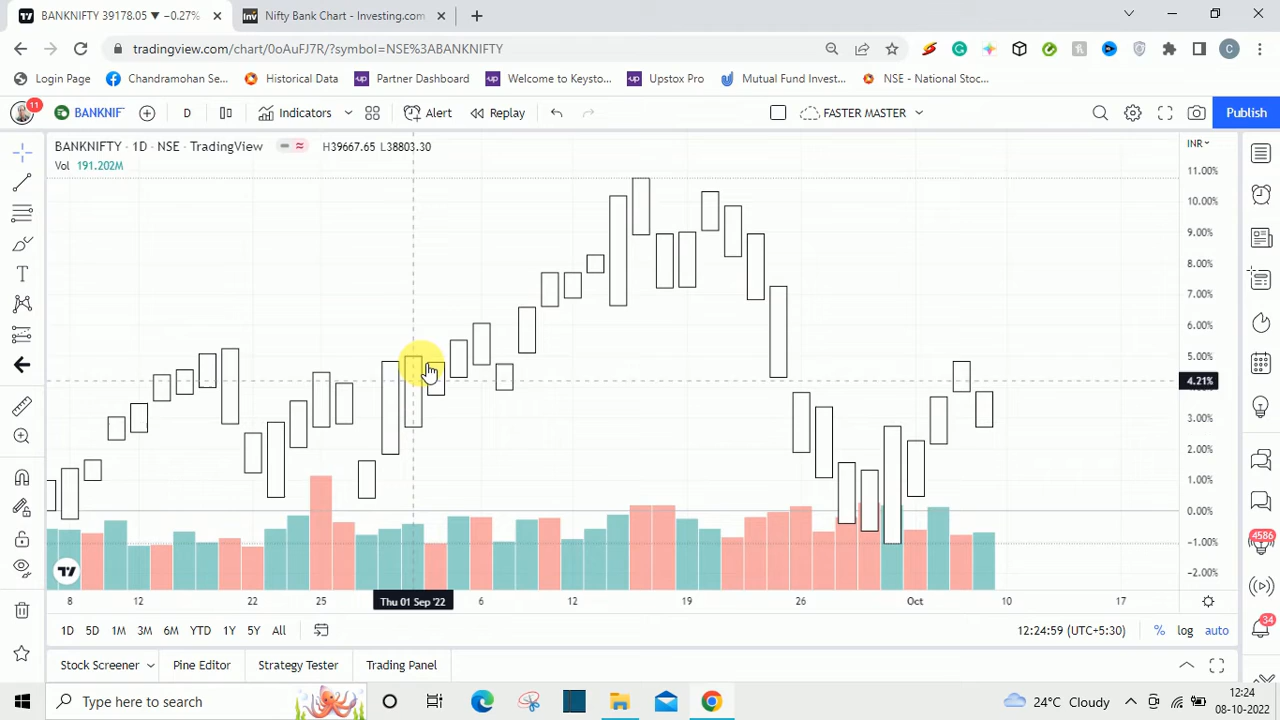 BANKNIFTY 39178.05 ▼ −0.27%
Nifty Bank Chart - Investing.com
tradingview.com/chart/0oAuFJ7R/?symbol=NSE%3ABANKNIFTY
Login Page
Chandramohan Se...
Historical Data
Partner Dashboard
Welcome to Keysto...
Upstox Pro
Mutual Fund Invest...
NSE - National Stoc...
11
BANKNIF
D
Indicators
Alert
Replay
FASTER MASTER
Publish
BANKNIFTY · 1D · NSE · TradingView
H39667.65 L38803.30
Vol 191.202M
INR
11.00%
10.00%
9.00%
8.00%
7.00%
6.00%
5.00%
4.21%
3.00%
2.00%
1.00%
0.00%
-1.00%
-2.00%
8
12
22
25
Thu 01 Sep '22
6
12
19
26
Oct
10
17
1D
5D
1M
3M
6M
YTD
1Y
5Y
All
12:24:59 (UTC+5:30)
%
log
auto
Stock Screener
Pine Editor
Strategy Tester
Trading Panel
4586
34
Type here to search
24°C Cloudy
12:24
08-10-2022